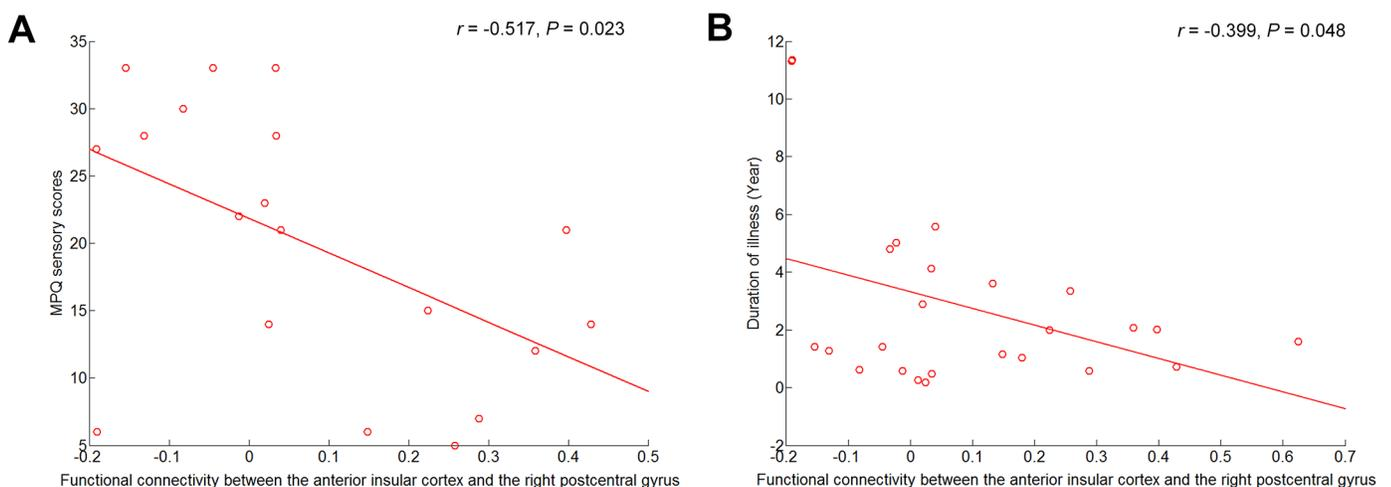 A
r = -0.517, P = 0.023
35
30
25
20
15
10
5
MPQ sensory scores
-0.2 -0.1 0 0.1 0.2 0.3 0.4 0.5
Functional connectivity between the anterior insular cortex and the right postcentral gyrus
B
r = -0.399, P = 0.048
12
10
8
6
4
2
0
-2
Duration of illness (Year)
-0.2 -0.1 0 0.1 0.2 0.3 0.4 0.5 0.6 0.7
Functional connectivity between the anterior insular cortex and the right postcentral gyrus